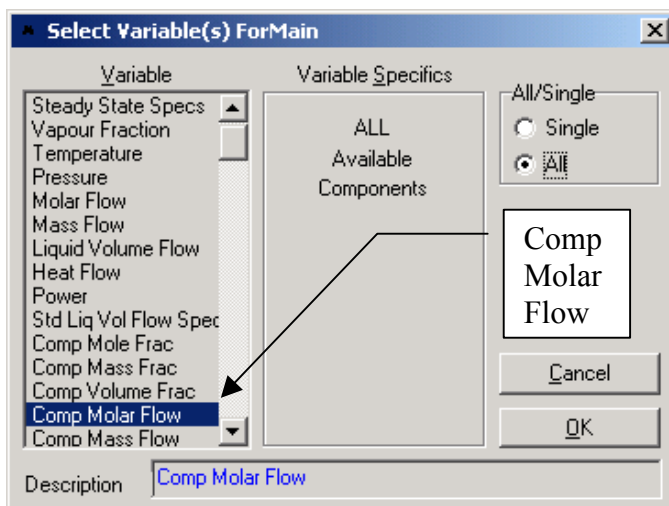 Select Variable(s) ForMain
Variable
Steady State Specs
Vapour Fraction
Temperature
Pressure
Molar Flow
Mass Flow
Liquid Volume Flow
Heat Flow
Power
Std Liq Vol Flow Spec
Comp Mole Frac
Comp Mass Frac
Comp Volume Frac
Comp Molar Flow
Comp Mass Flow
Variable Specifics
ALL
Available
Components
All/Single
Single
All
Comp
Molar
Flow
Cancel
OK
Description Comp Molar Flow